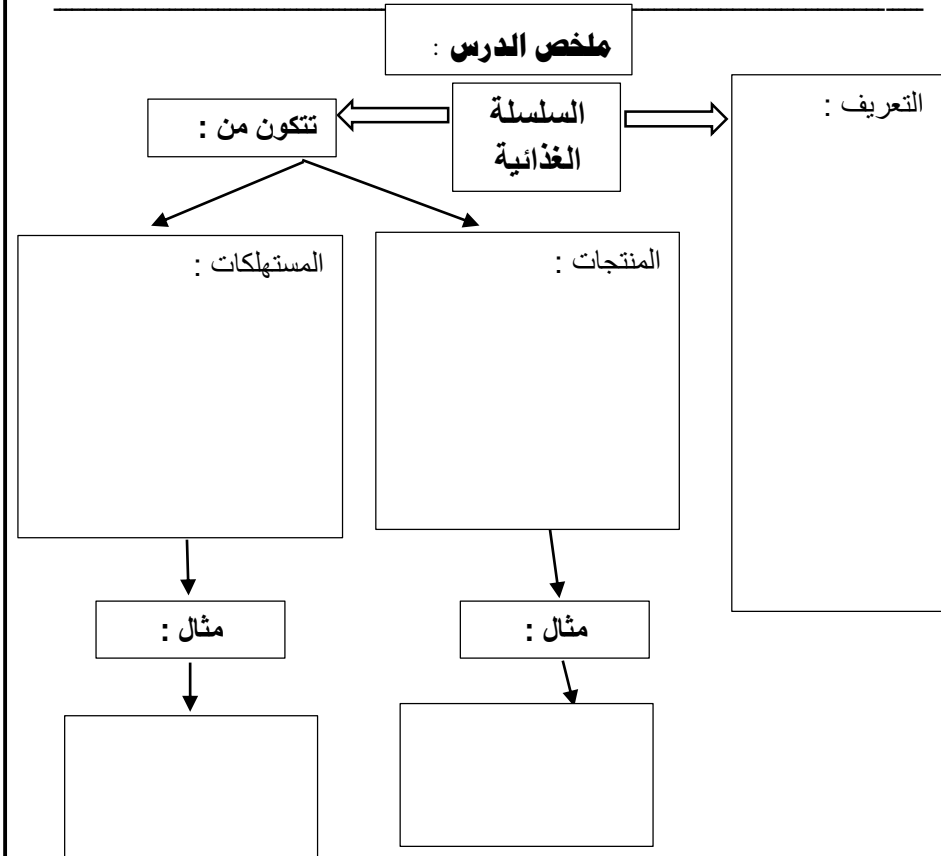 ملخص الدرس :
السلسلة
الغذائية
التعريف :
تتكون من :
المنتجات :
المستهلكات :
مثال :
مثال :